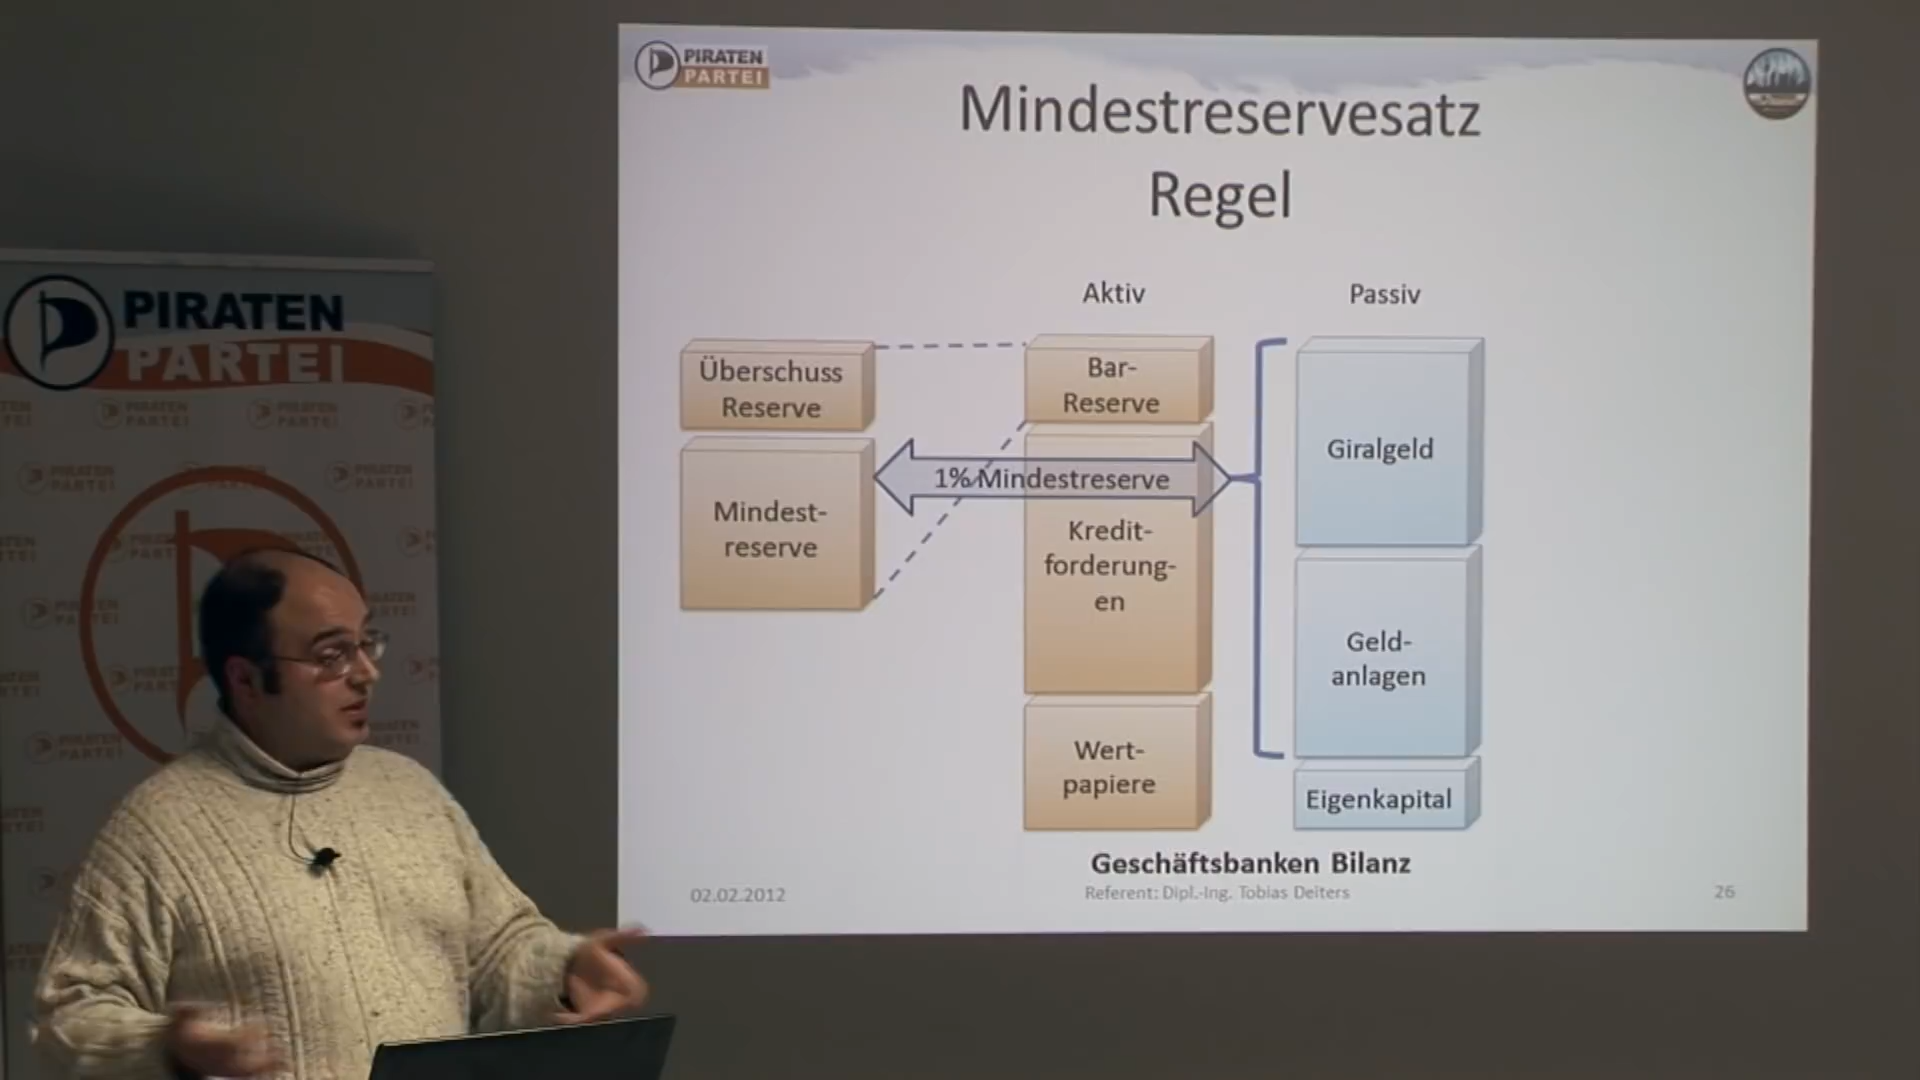 PIRATEN
PARTEI
Mindestreservesatz
Regel
Aktiv
Passiv
Überschuss
Reserve
Mindest-
reserve
Bar-
Reserve
1% Mindestreserve
Kredit-
forderung-
en
Wert-
papiere
Giralgeld
Geld-
anlagen
Eigenkapital
Geschäftsbanken Bilanz
02.02.2012
Referent: Dipl.-Ing. Tobias Deiters
26
PIRATEN
PARTEI